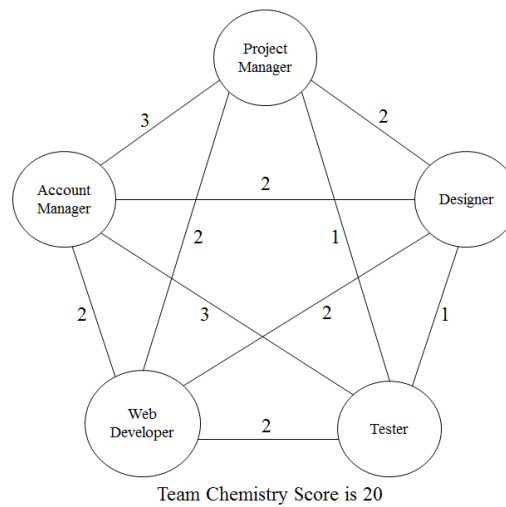 Project
Manager
3
2
Account
Manager
2
Designer
2
1
2
3
2
1
Web
Developer
2
Tester
Team Chemistry Score is 20